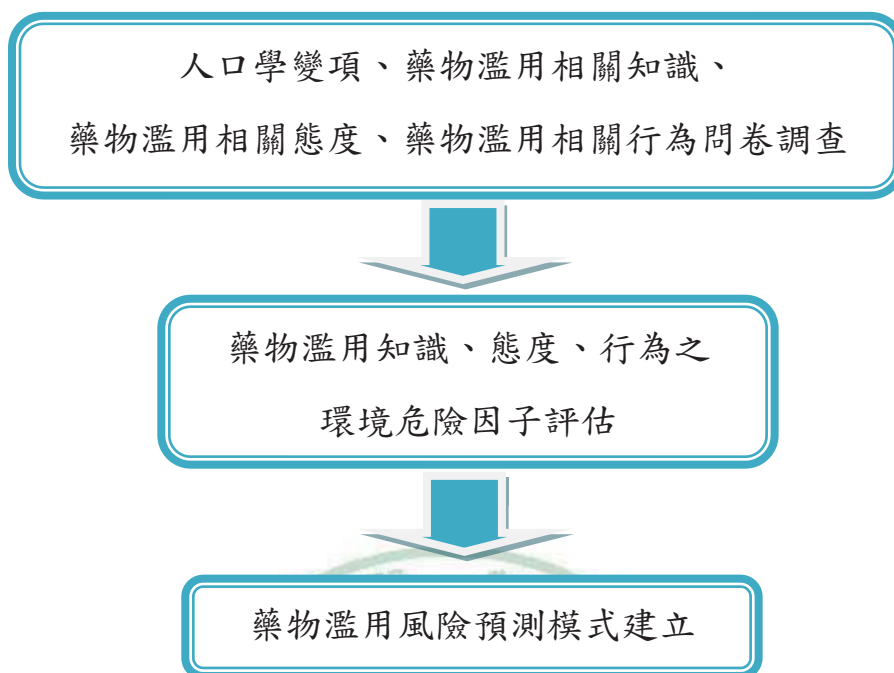 人口學變項、藥物濫用相關知識、
藥物濫用相關態度、藥物濫用相關行為問卷調查
藥物濫用知識、態度、行為之
環境危險因子評估
藥物濫用風險預測模式建立